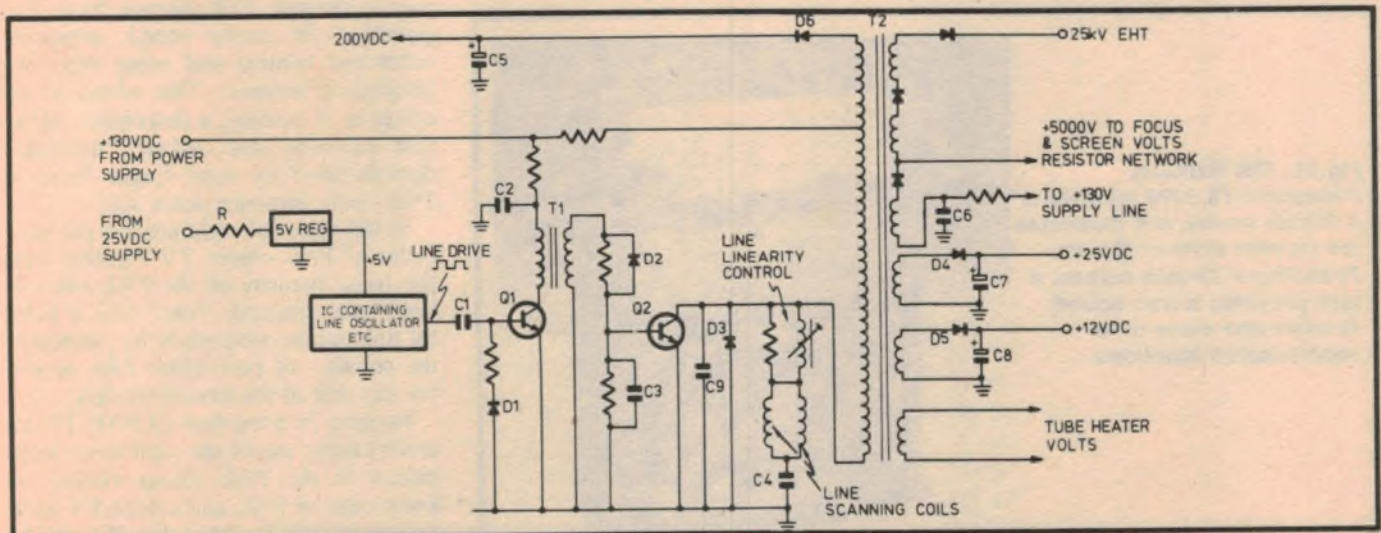 200VDC
C5
D6
T2
25kV EHT
+5000V TO FOCUS
& SCREEN VOLTS
RESISTOR NETWORK
+130VDC
FROM POWER
SUPPLY
C2
T1
C6
TO +130V
SUPPLY LINE
FROM
25VDC
SUPPLY
R
5V REG
+5V
LINE DRIVE
LINE
LINEARITY
CONTROL
D2
D4
+25VDC
C7
IC CONTAINING
LINE OSCILLATOR
ETC.
C1
Q1
Q2
D3
C9
D5
+12VDC
C8
D1
C3
C4
LINE
SCANNING COILS
TUBE HEATER
VOLTS